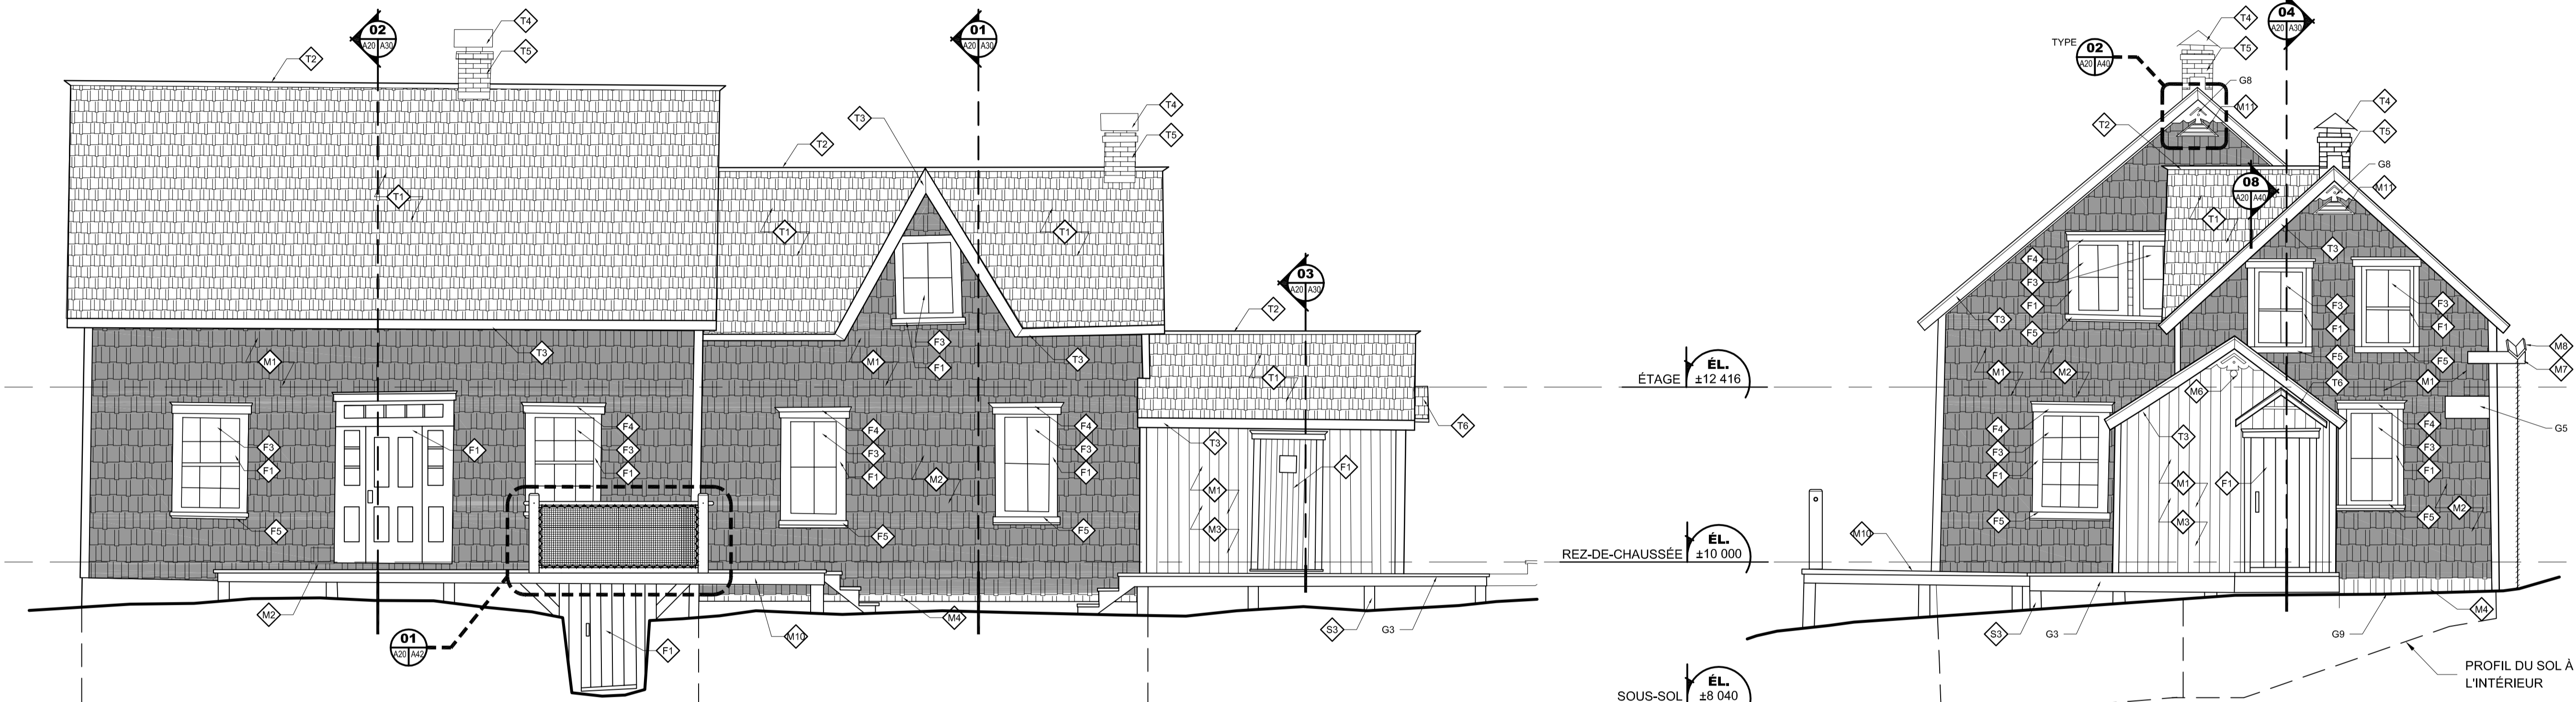 02
A20 A30
T4
T5
T2
T1
01
A20 A30
T3
T2
T4
T5
T1
T1
03
A20 A30
T2
T1
T6
M1
T3
M1
F3
F1
T3
F3
F1
F5
F1
F4
F3
F1
F4
F3
F1
F5
M2
F4
F3
F1
F5
T3
M1
M3
F1
M2
01
A20 A42
F1
M10
M4
S3
G3
ÉTAGE
ÉL.
±12 416
REZ-DE-CHAUSSÉE
ÉL.
±10 000
SOUS-SOL
ÉL.
±8 040
TYPE
02
A20 A40
T4
T5
04
A20 A30
G8
M11
T2
T4
T5
G8
M11
08
A20 A40
T1
T3
F4
F3
F1
F5
T3
F3
F1
F5
F3
F1
F5
M8
M7
M1
M2
M1
M6
T6
G5
F4
F3
F1
F5
T3
M1
M3
F1
F4
F3
F1
F5
M2
M10
S3
G3
G9
M4
PROFIL DU SOL À
L'INTÉRIEUR